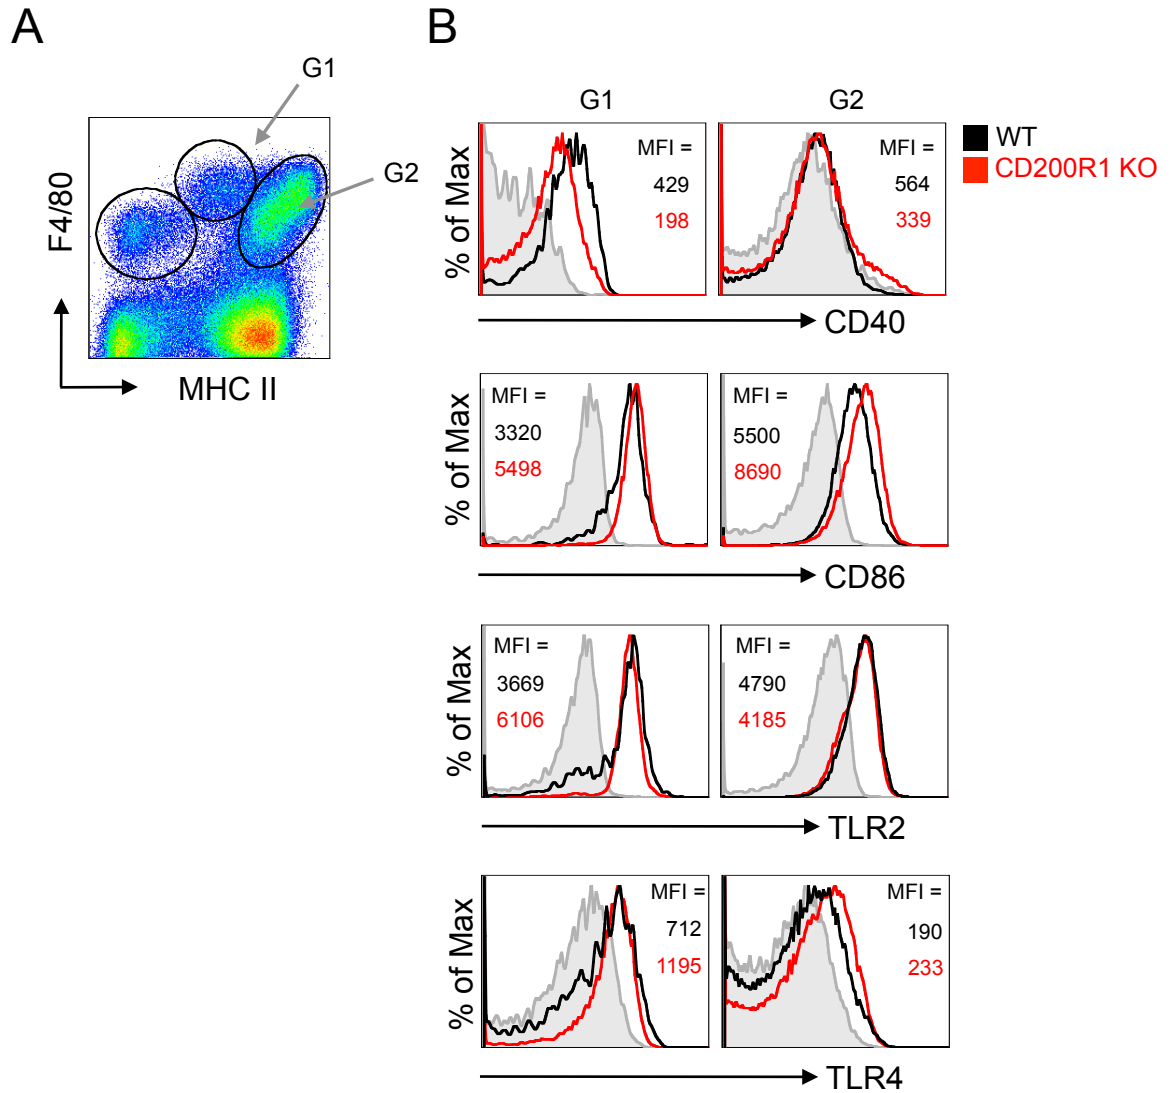 A
B
G1
G2
F4/80
MHC II
G1
G2
WT
CD200R1 KO
% of Max
MFI =
429
198
MFI =
564
339
CD40
% of Max
MFI =
3320
5498
MFI =
5500
8690
CD86
% of Max
MFI =
3669
6106
MFI =
4790
4185
TLR2
% of Max
MFI =
712
1195
MFI =
190
233
TLR4